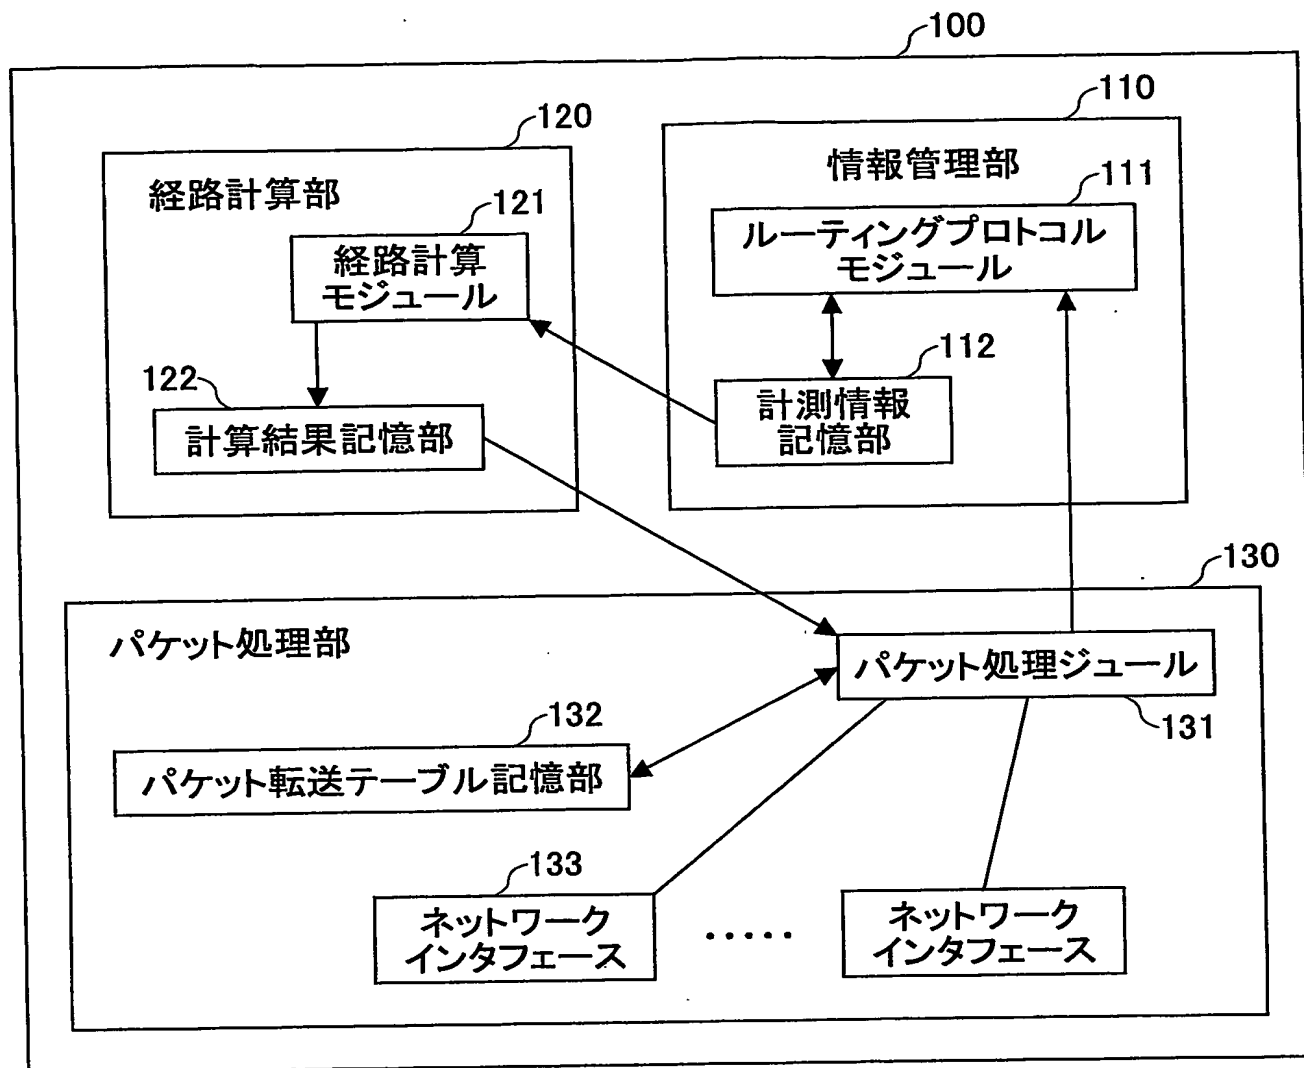 100
120
経路計算部
121
経路計算
モジュール
122
計算結果記憶部
110
情報管理部
111
ルーティングプロトコル
モジュール
112
計測情報
記憶部
130
パケット処理部
パケット処理ジュール
131
132
パケット転送テーブル記憶部
133
ネットワーク
インタフェース
.....
ネットワーク
インタフェース